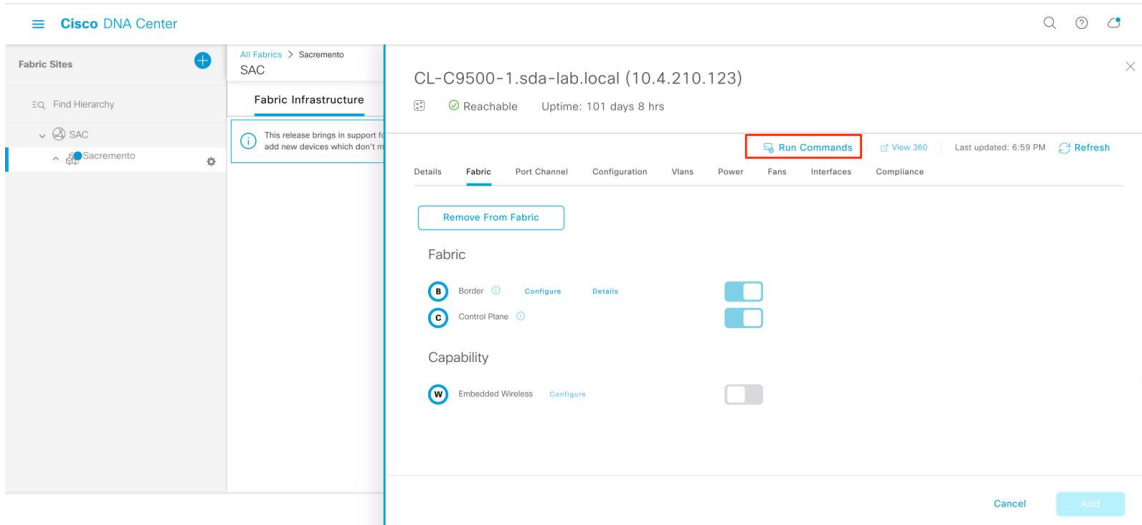 Cisco DNA Center
Fabric Sites
Find Hierarchy
SAC
Sacremento
All Fabrics > Sacremento
SAC
Fabric Infrastructure
This release brings in support
add new devices which don't
CL-C9500-1.sda-lab.local (10.4.210.123)
Reachable Uptime: 101 days 8 hrs
Run Commands View 360 Last updated: 6:59 PM Refresh
Details Fabric Port Channel Configuration Vlans Power Fans Interfaces Compliance
Remove From Fabric
Fabric
B Border Configure Details
C Control Plane
Capability
W Embedded Wireless Configure
Cancel Add